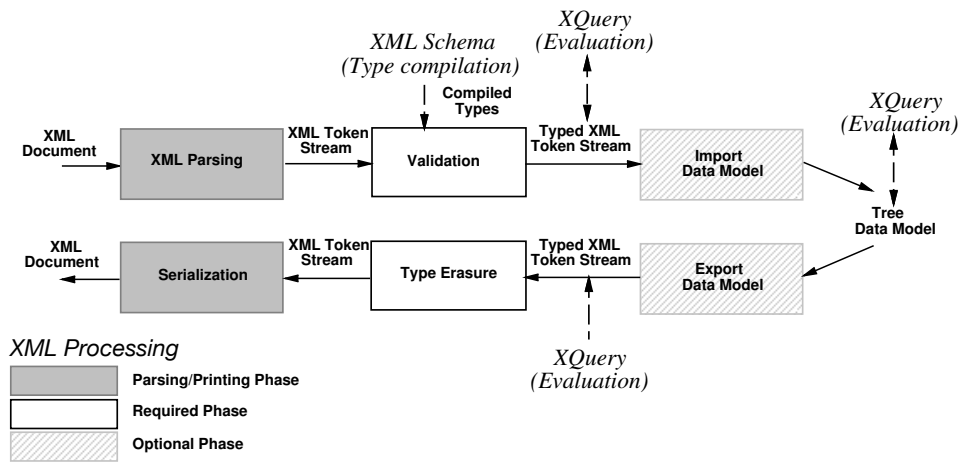 XML Schema
(Type compilation)
XQuery
(Evaluation)
XQuery
(Evaluation)
Compiled
Types
XML
Document
XML Parsing
XML Token
Stream
Validation
Typed XML
Token Stream
Import
Data Model
Tree
Data Model
XML
Document
Serialization
XML Token
Stream
Type Erasure
Typed XML
Token Stream
Export
Data Model
XQuery
(Evaluation)
XML Processing
Parsing/Printing Phase
Required Phase
Optional Phase